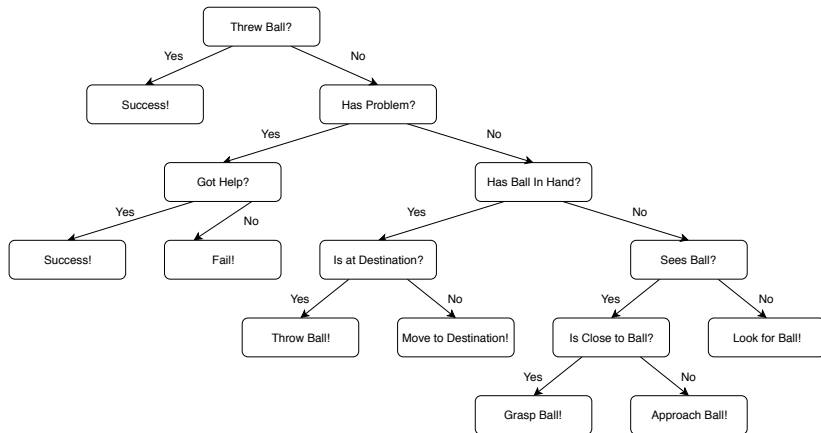 Threw Ball?
Yes
No
Success!
Has Problem?
Yes
No
Got Help?
Has Ball In Hand?
Yes
No
Yes
No
Success!
Fail!
Is at Destination?
Sees Ball?
Yes
No
Yes
No
Throw Ball!
Move to Destination!
Is Close to Ball?
Look for Ball!
Yes
No
Grasp Ball!
Approach Ball!